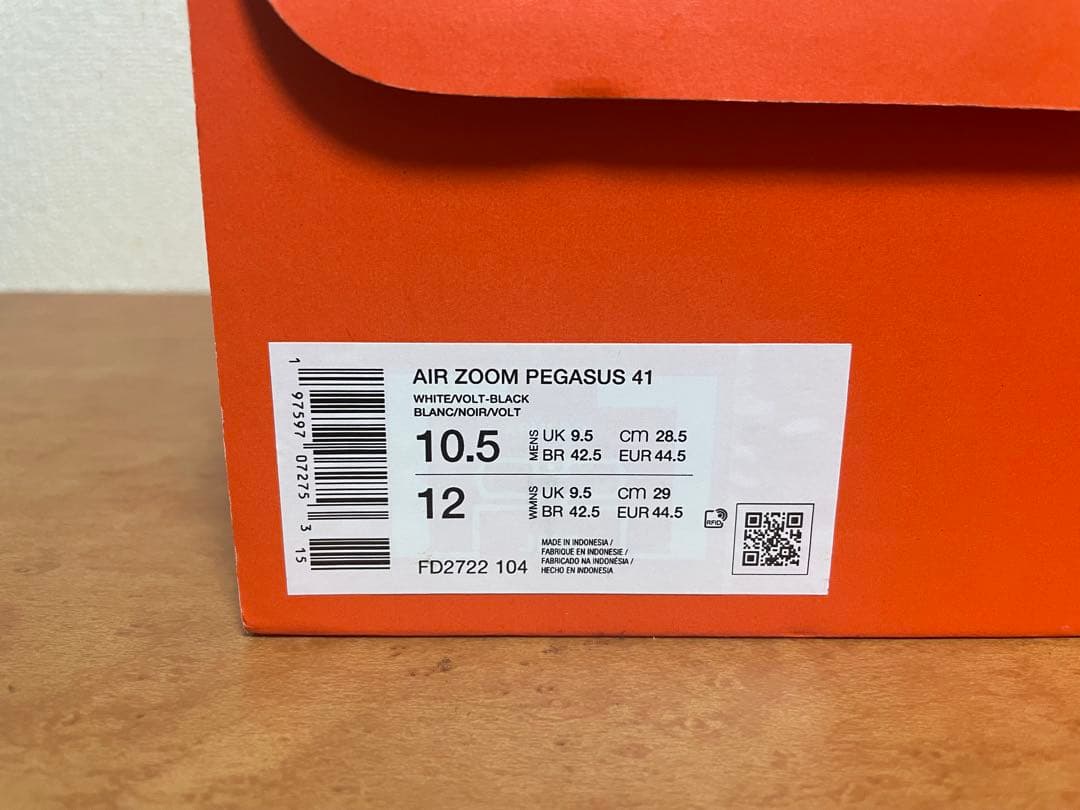 AIR ZOOM PEGASUS 41
WHITE/VOLT-BLACK
BLANC/NOIR/VOLT
10.5 MENS UK 9.5 cm 28.5
BR 42.5 EUR 44.5
12 WMNS UK 9.5 cm 29
BR 42.5 EUR 44.5
FD2722 104
MADE IN INDONESIA /
FABRIQUE EN INDONESIE /
FABRICADO NA INDONÉSIA /
HECHO EN INDONESIA
RFID
1 97597 07275 3 15